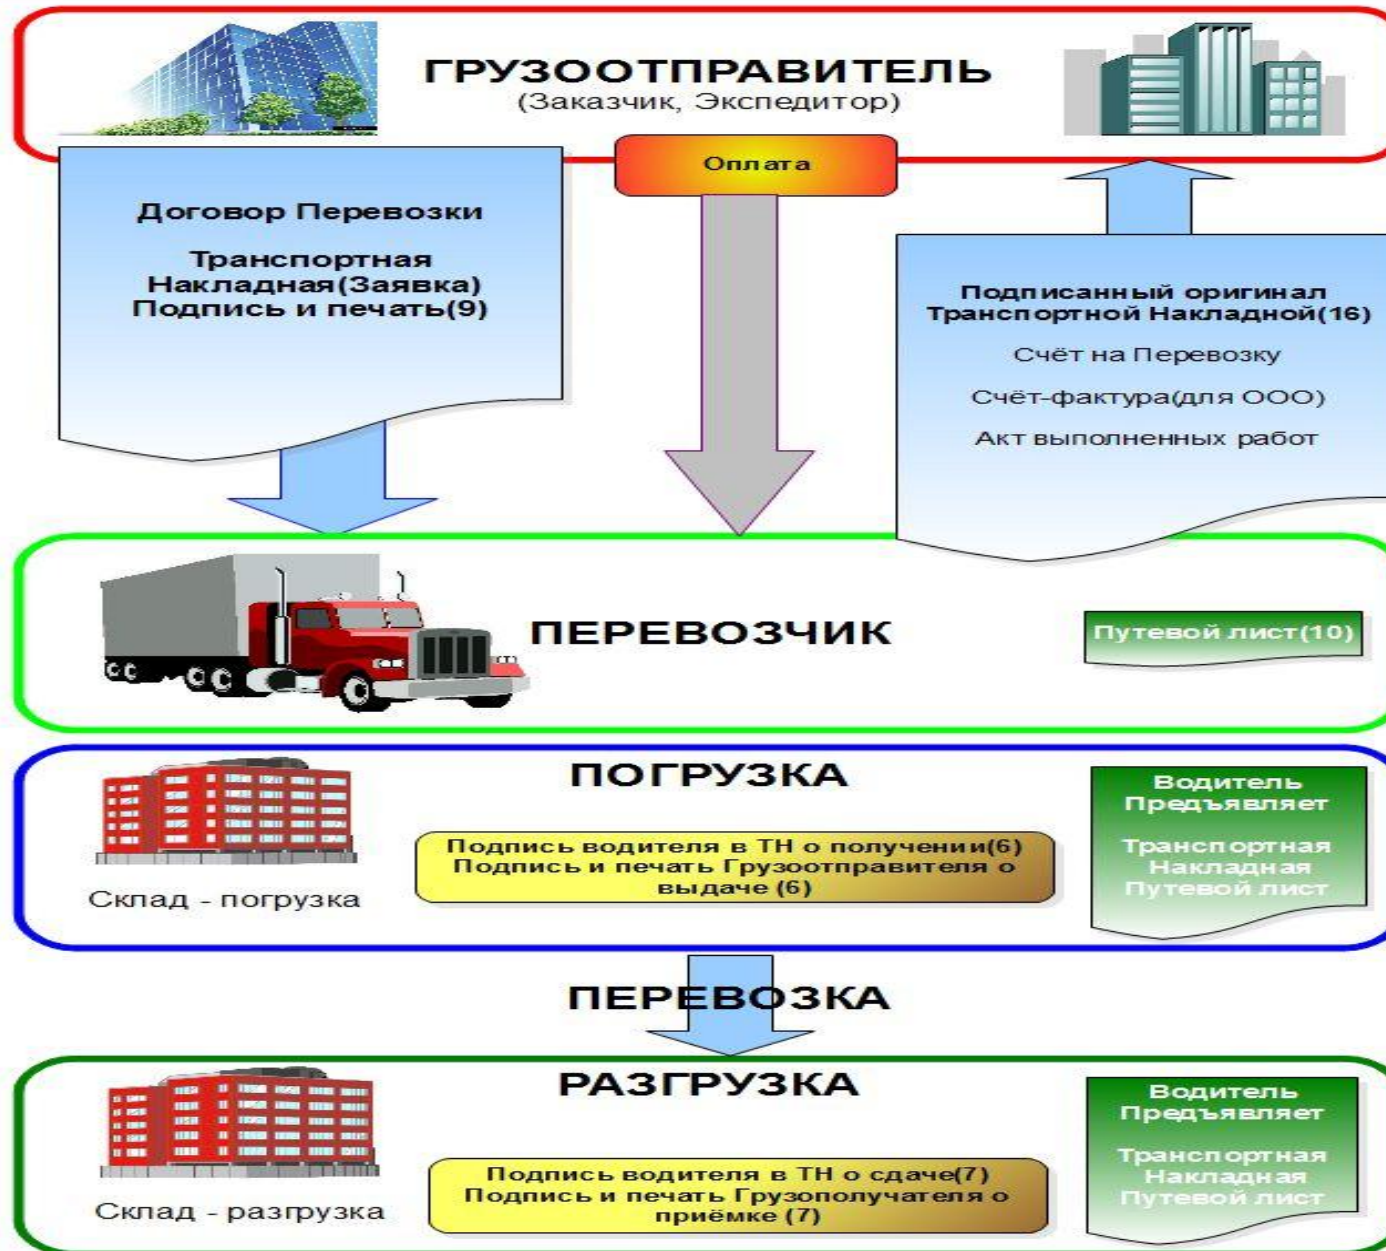 ГРУЗООТПРАВИТЕЛЬ
(Заказчик, Экспедитор)
Оплата
Договор Перевозки
Транспортная
Накладная(Заявка)
Подпись и печать(9)
Подписанный оригинал
Транспортной Накладной(16)
Счёт на Перевозку
Счёт-фактура(для ООО)
Акт выполненных работ
ПЕРЕВОЗЧИК
Путевой лист(10)
ПОГРУЗКА
Склад - погрузка
Подпись водителя в ТН о получении(6)
Подпись и печать Грузоотправителя о
выдаче (6)
Водитель
Предъявляет
Транспортная
Накладная
Путевой лист
ПЕРЕВОЗКА
РАЗГРУЗКА
Склад - разгрузка
Подпись водителя в ТН о сдаче(7)
Подпись и печать Грузополучателя о
приёмке (7)
Водитель
Предъявляет
Транспортная
Накладная
Путевой лист